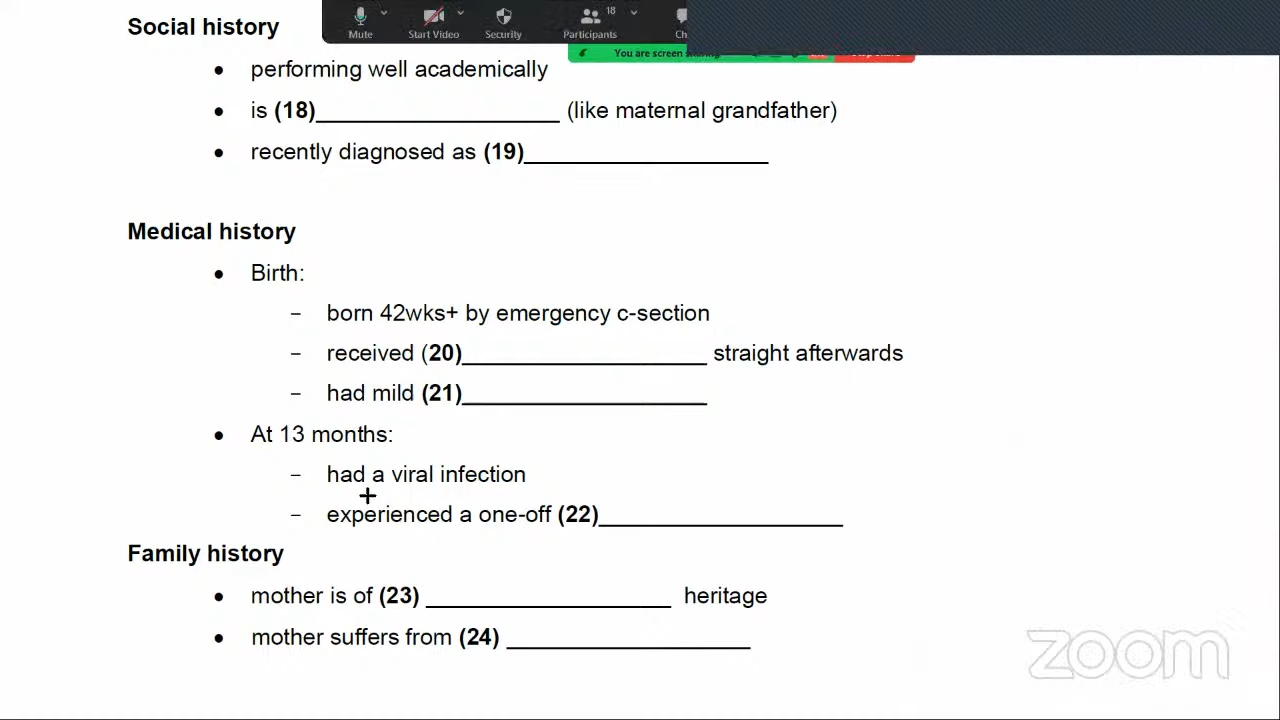 Social history
Mute
Start Video
Security
Participants
18
Ch
You are screen sharing
• performing well academically
• is (18)____________________ (like maternal grandfather)
• recently diagnosed as (19)____________________
Medical history
• Birth:
− born 42wks+ by emergency c-section
− received (20)____________________ straight afterwards
− had mild (21)____________________
• At 13 months:
− had a viral infection
− experienced a one-off (22)____________________
Family history
• mother is of (23) ____________________ heritage
• mother suffers from (24) ____________________
zoom